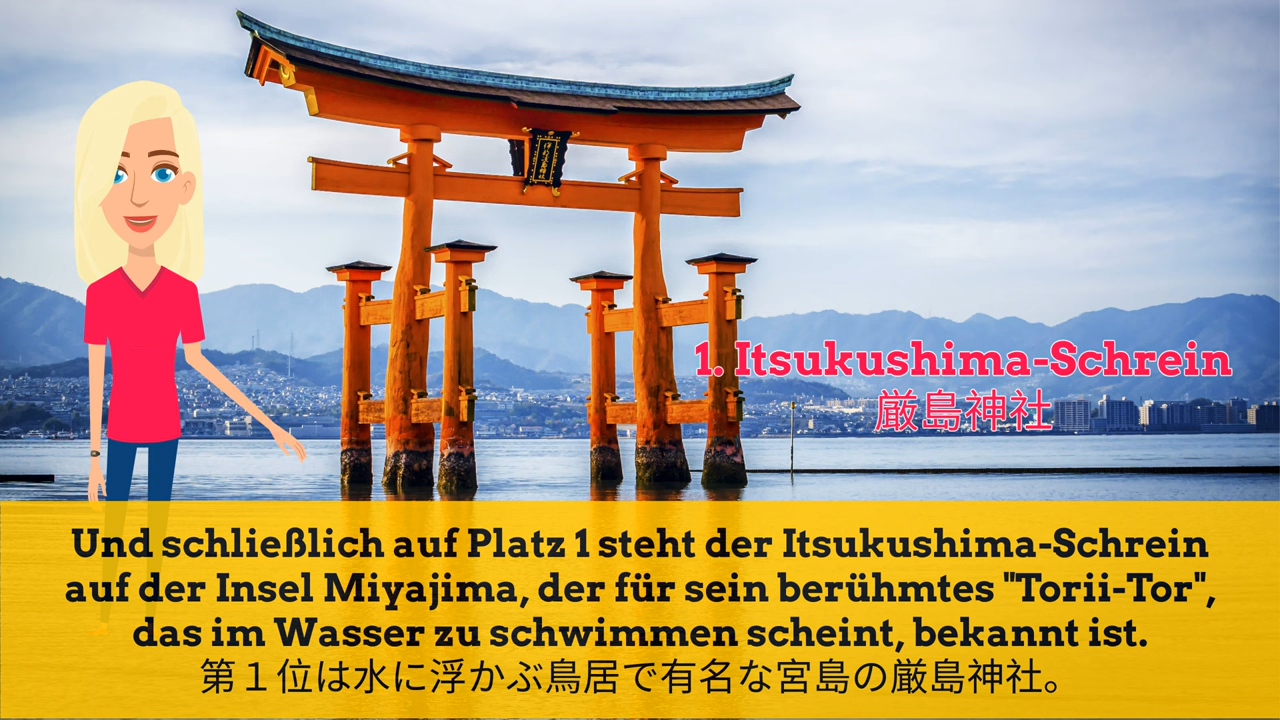 1. Itsukushima-Schrein
厳島神社
Und schließlich auf Platz 1 steht der Itsukushima-Schrein
auf der Insel Miyajima, der für sein berühmtes "Torii-Tor",
das im Wasser zu schwimmen scheint, bekannt ist.
第１位は水に浮かぶ鳥居で有名な宮島の厳島神社。